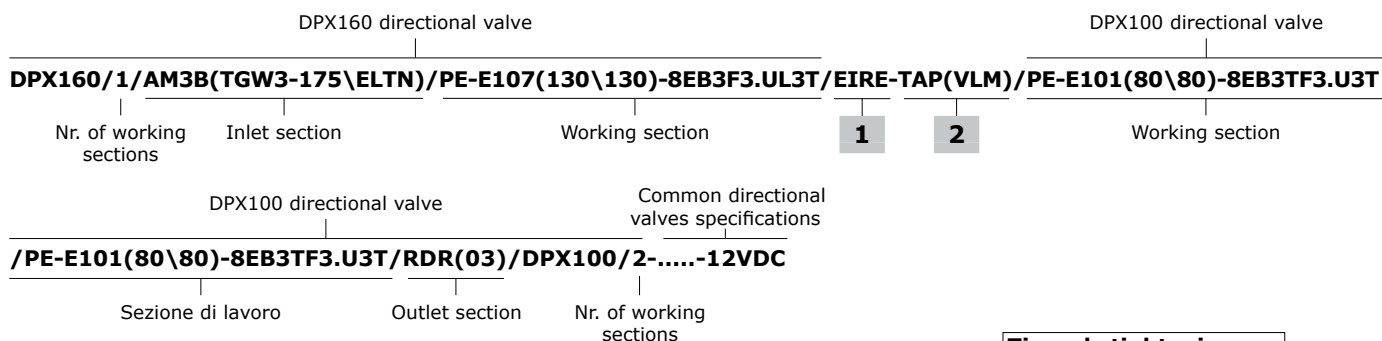 DPX160 directional valve
DPX100 directional valve
DPX160/1/AM3B(TGW3-175\ELTN)/PE-E107(130\130)-8EB3F3.UL3T/EIRE-TAP(VLM)/PE-E101(80\80)-8EB3TF3.U3T
Nr. of working
sections
Inlet section
Working section
1
2
Working section
DPX100 directional valve
Common directional
valves specifications
/PE-E101(80\80)-8EB3TF3.U3T/RDR(03)/DPX100/2-.....-12VDC
Sezione di lavoro
Outlet section
Nr. of working
sections